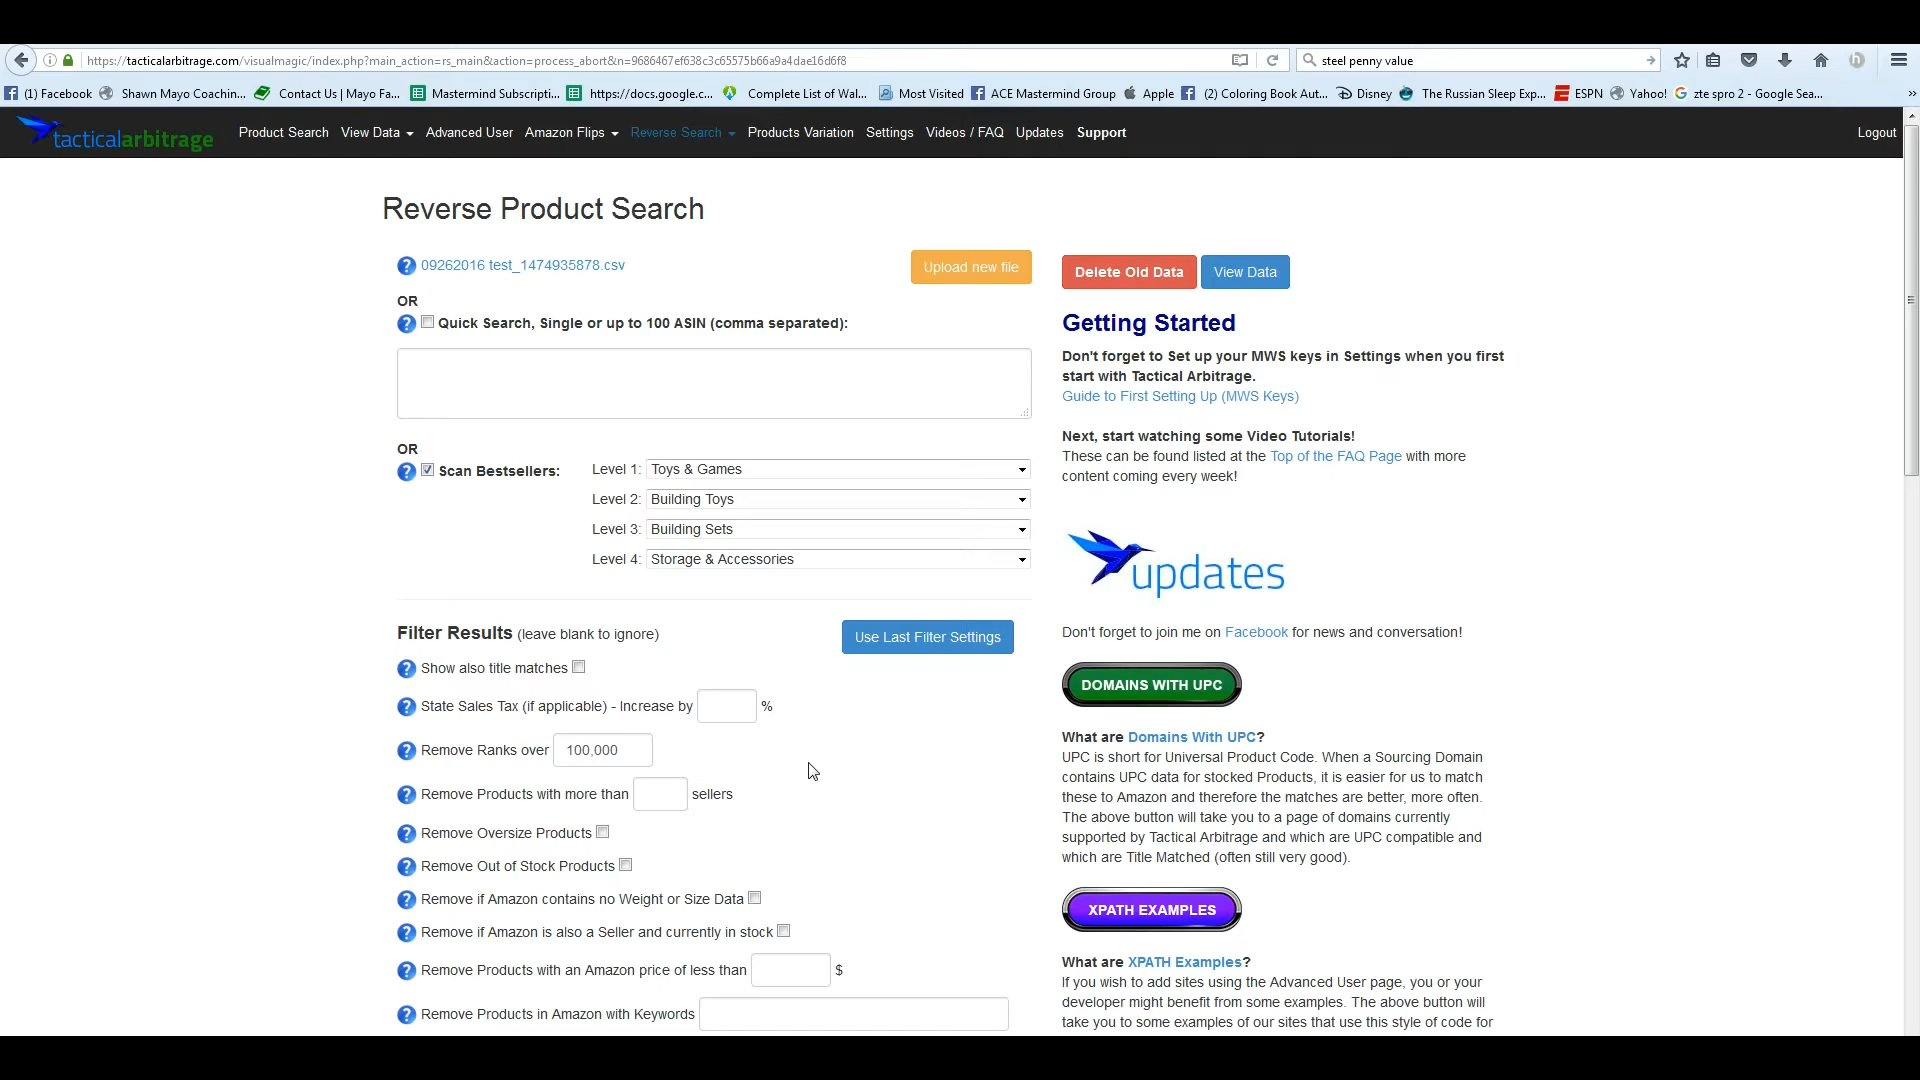 https://tacticalarbitrage.com/visualmagic/index.php?main_action=rs_main&action=process_abort&n=9686467ef638c3c65575b66a9a4dae16d6f8
steel penny value
(1) Facebook
Shawn Mayo Coachin...
Contact Us | Mayo Fa...
Mastermind Subscripti...
https://docs.google.c...
Complete List of Wal...
Most Visited
ACE Mastermind Group
Apple
(2) Coloring Book Aut...
Disney
The Russian Sleep Exp...
ESPN
Yahoo!
zte spro 2 - Google Sea...
tacticalarbitrage
Product Search
View Data
Advanced User
Amazon Flips
Reverse Search
Products Variation
Settings
Videos / FAQ
Updates
Support
Logout
Reverse Product Search
09262016 test_1474935878.csv
Upload new file
OR
Quick Search, Single or up to 100 ASIN (comma separated):
OR
Scan Bestsellers:
Level 1: Toys & Games
Level 2: Building Toys
Level 3: Building Sets
Level 4: Storage & Accessories
Filter Results (leave blank to ignore)
Use Last Filter Settings
Show also title matches
State Sales Tax (if applicable) - Increase by %
Remove Ranks over 100,000
Remove Products with more than sellers
Remove Oversize Products
Remove Out of Stock Products
Remove if Amazon contains no Weight or Size Data
Remove if Amazon is also a Seller and currently in stock
Remove Products with an Amazon price of less than $
Remove Products in Amazon with Keywords
Delete Old Data
View Data
Getting Started
Don't forget to Set up your MWS keys in Settings when you first
start with Tactical Arbitrage.
Guide to First Setting Up (MWS Keys)
Next, start watching some Video Tutorials!
These can be found listed at the Top of the FAQ Page with more
content coming every week!
updates
Don't forget to join me on Facebook for news and conversation!
DOMAINS WITH UPC
What are Domains With UPC?
UPC is short for Universal Product Code. When a Sourcing Domain
contains UPC data for stocked Products, it is easier for us to match
these to Amazon and therefore the matches are better, more often.
The above button will take you to a page of domains currently
supported by Tactical Arbitrage and which are UPC compatible and
which are Title Matched (often still very good).
XPATH EXAMPLES
What are XPATH Examples?
If you wish to add sites using the Advanced User page, you or your
developer might benefit from some examples. The above button will
take you to some examples of our sites that use this style of code for